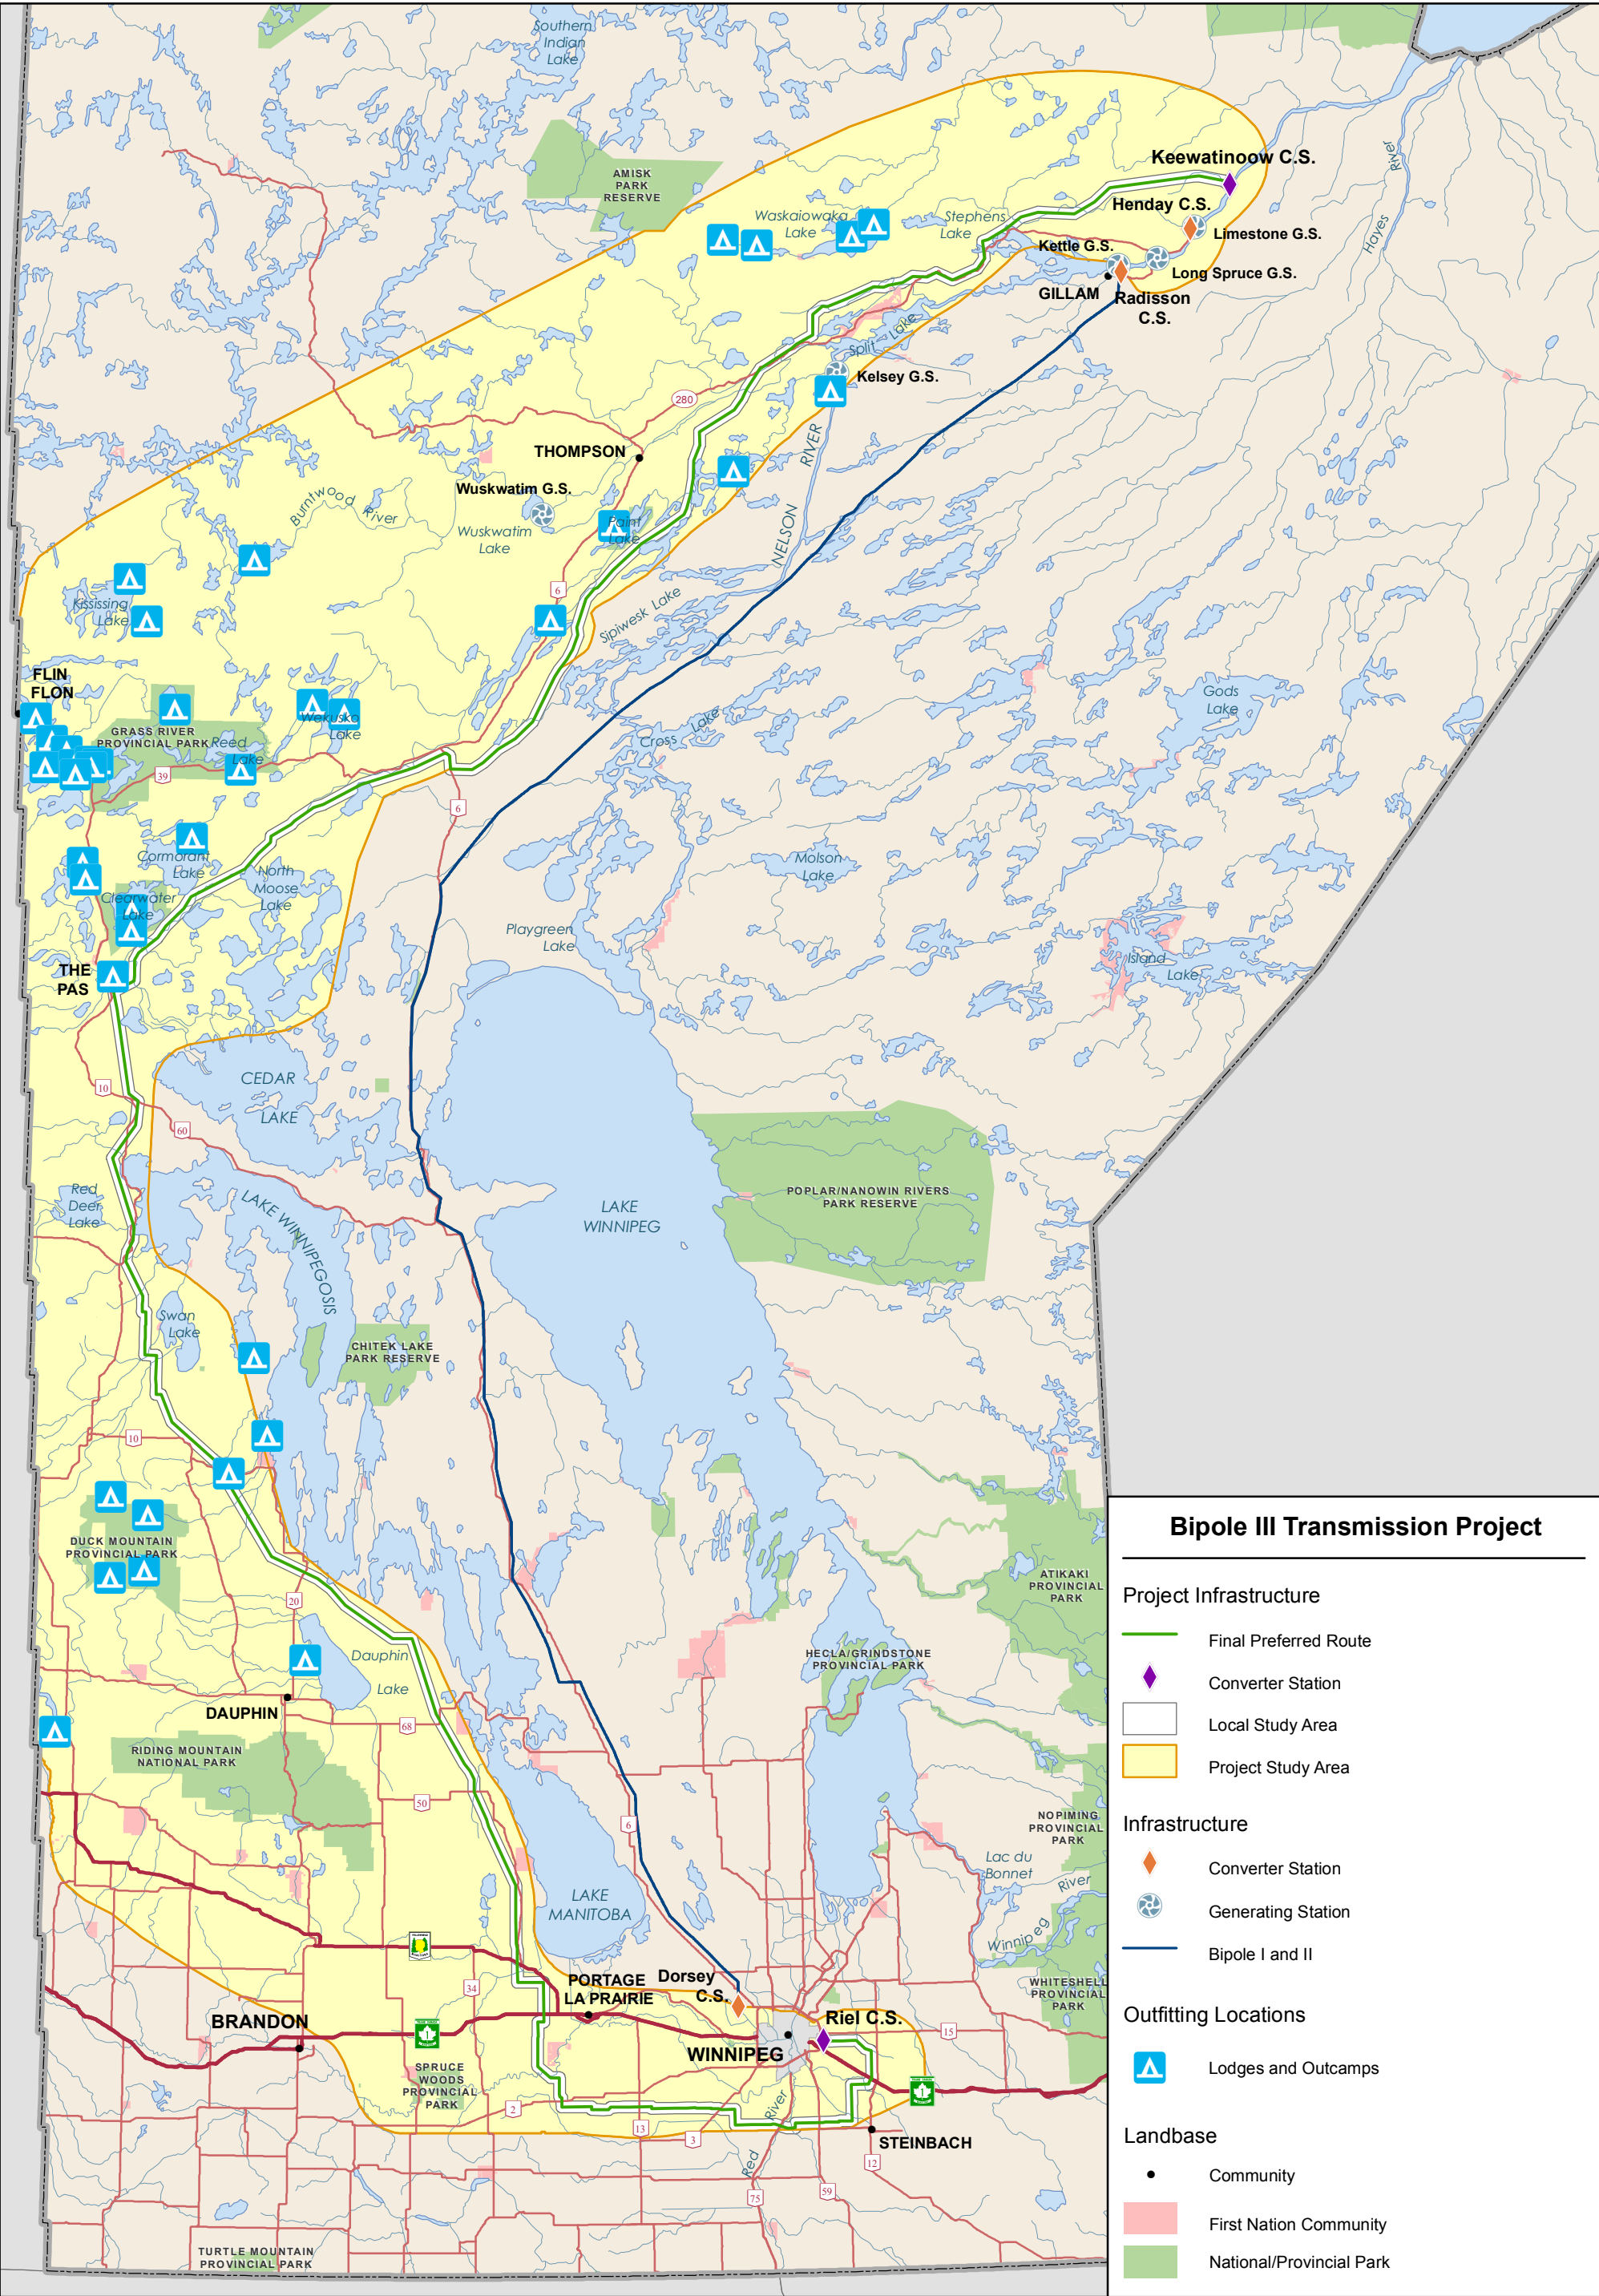 Southern
Indian
Lake
AMISK
PARK
RESERVE
Waskaiowaka
Lake
Stephens
Lake
Keewatinoow C.S.
Henday C.S.
Limestone G.S.
Kettle G.S.
Long Spruce G.S.
GILLAM
Radisson
C.S.
Hayes
River
Split Lake
Kelsey G.S.
280
THOMPSON
Wuskwatim G.S.
Wuskwatim
Lake
Burntwood River
Paint
Lake
NELSON RIVER
6
Sipiwesk Lake
Kississing
Lake
FLIN
FLON
GRASS RIVER
PROVINCIAL PARK
Reed
Lake
Wekusko
Lake
39
6
Cross Lake
Gods
Lake
Cormorant
Lake
North
Moose
Lake
Clearwater
Lake
Molson
Lake
Playgreen
Lake
Island
Lake
THE
PAS
10
CEDAR
LAKE
60
Red
Deer
Lake
LAKE WINNIPEGOSIS
LAKE
WINNIPEG
POPLAR/NANOWIN RIVERS
PARK RESERVE
Swan
Lake
CHITEK LAKE
PARK RESERVE
10
DUCK MOUNTAIN
PROVINCIAL PARK
20
ATIKAKI
PROVINCIAL
PARK
HECLA/GRINDSTONE
PROVINCIAL PARK
Dauphin
Lake
DAUPHIN
68
RIDING MOUNTAIN
NATIONAL PARK
50
6
NOPIMING
PROVINCIAL
PARK
Lac du
Bonnet
River
Winnipeg
LAKE
MANITOBA
WHITESHELL
PROVINCIAL
PARK
34
PORTAGE
LA PRAIRIE
Dorsey
C.S.
BRANDON
1
Riel C.S.
15
WINNIPEG
SPRUCE
WOODS
PROVINCIAL
PARK
1
2
13
3
Red River
STEINBACH
12
75
59
TURTLE MOUNTAIN
PROVINCIAL PARK
Bipole III Transmission Project
Project Infrastructure
Final Preferred Route
Converter Station
Local Study Area
Project Study Area
Infrastructure
Converter Station
Generating Station
Bipole I and II
Outfitting Locations
Lodges and Outcamps
Landbase
Community
First Nation Community
National/Provincial Park